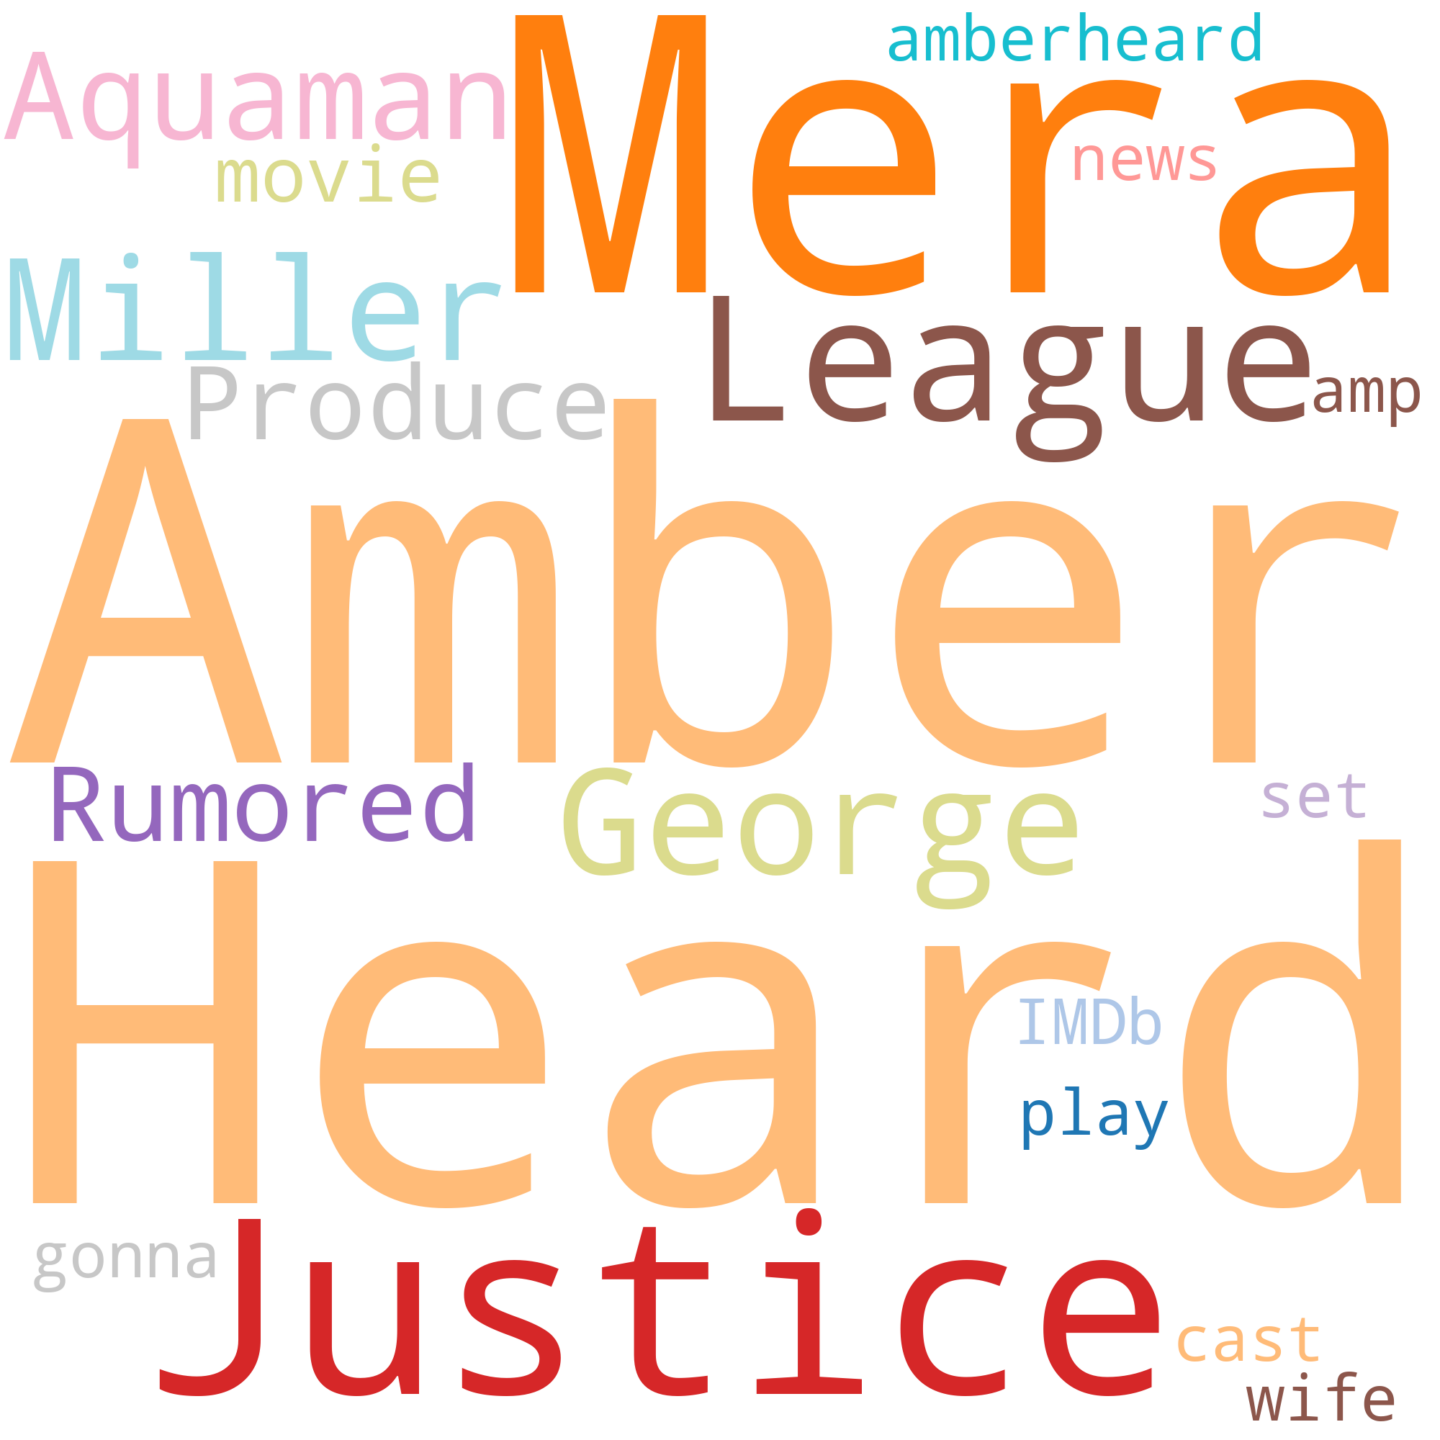 amberheard
Aquaman
Mera
movie
news
Miller
League
Produce
amp
Amber
Rumored
George
set
Heard
IMDb
play
gonna
Justice
cast
wife